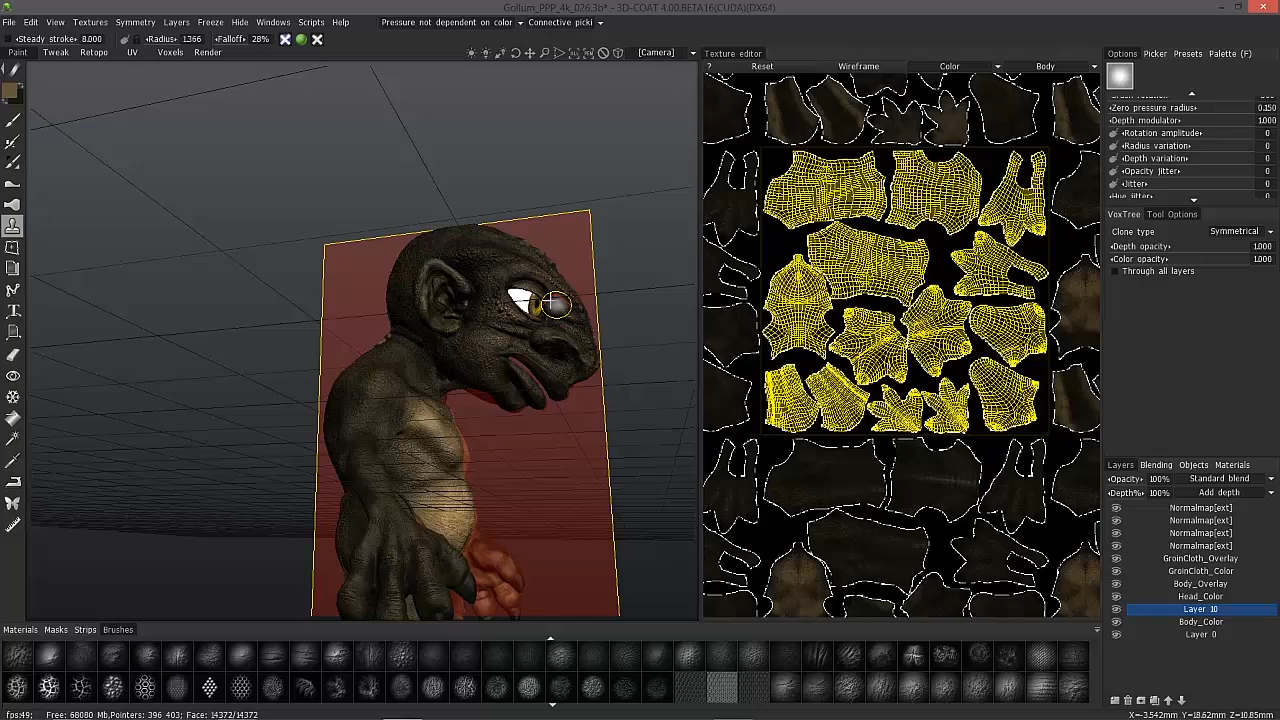 Gollum_PPP_4k_026.3b* - 3D-COAT 4.00.BETA16(CUDA)(DX64)
File Edit View Textures Symmetry Layers Freeze Hide Windows Scripts Help Pressure not dependent on color Connective picki
Steady stroke 8.000 Radius 1366 Falloff 28%
Paint Tweak Retopo UV Voxels Render [Camera]
Texture editor
? Reset Wireframe Color Body
Options Picker Presets Palette (F)
Zero pressure radius 0.150
Depth modulator 1.000
Rotation amplitude 0
Radius variation 0
Depth variation 0
Opacity jitter 0
Jitter 0
Hue jitter
VoxTree Tool Options
Clone type Symmetrical
Depth opacity 1.000
Color opacity 1.000
Through all layers
Layers Blending Objects Materials
Opacity 100% Standard blend
Depth% 100% Add depth
Normalmap[ext]
Normalmap[ext]
Normalmap[ext]
Normalmap[ext]
GroinCloth_Overlay
GroinCloth_Color
Body_Overlay
Head_Color
Layer 10
Body_Color
Layer 0
Materials Masks Strips Brushes
fps:49; Free: 68080 Mb,Pointers: 396 403; Face: 14372/14372
X=-3.542mm Y=18.62mm Z=10.85mm